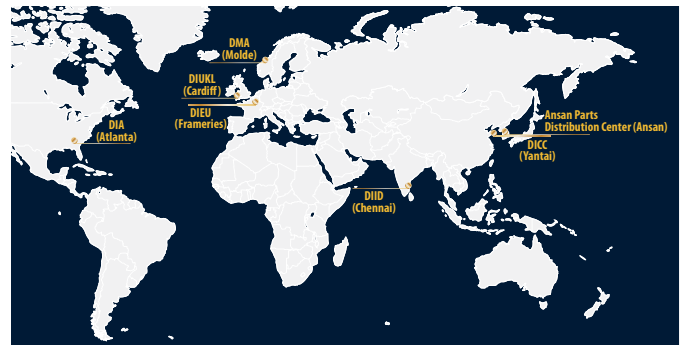 DMA
(Molde)
DIUKL
(Cardiff)
DIEU
(Frameries)
DIA
(Atlanta)
Ansan Parts
Distribution Center (Ansan)
DICC
(Yantai)
DIID
(Chennai)